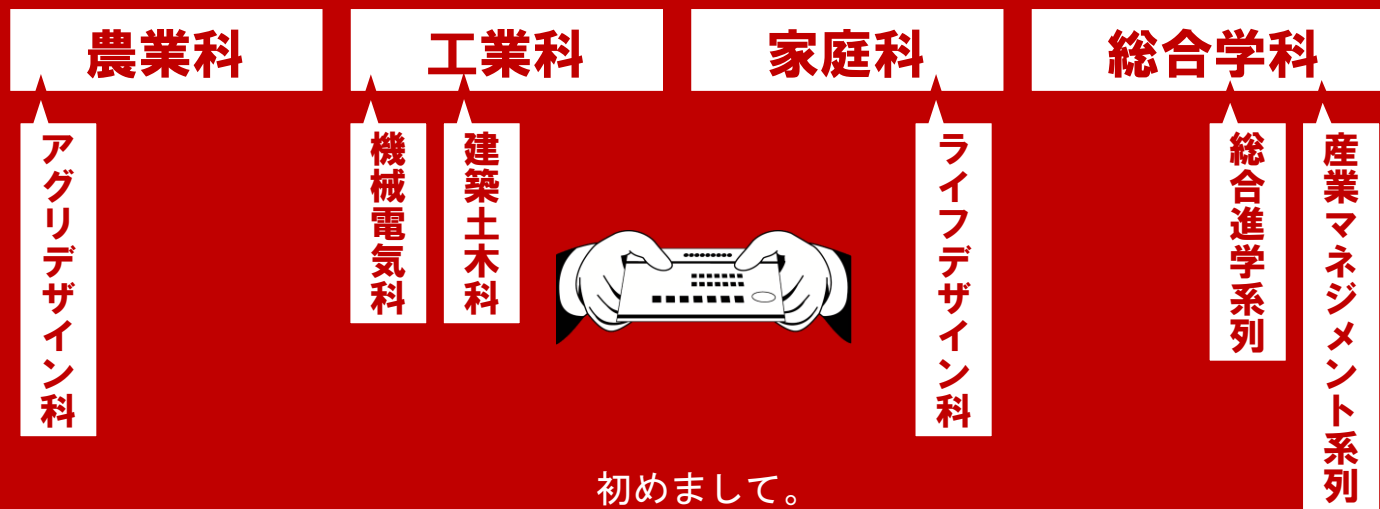 農業科
工業科
家庭科
総合学科
アグリデザイン科
機械電気科
建築土木科
ライフデザイン科
総合進学系列
産業マネジメント系列
初めまして。